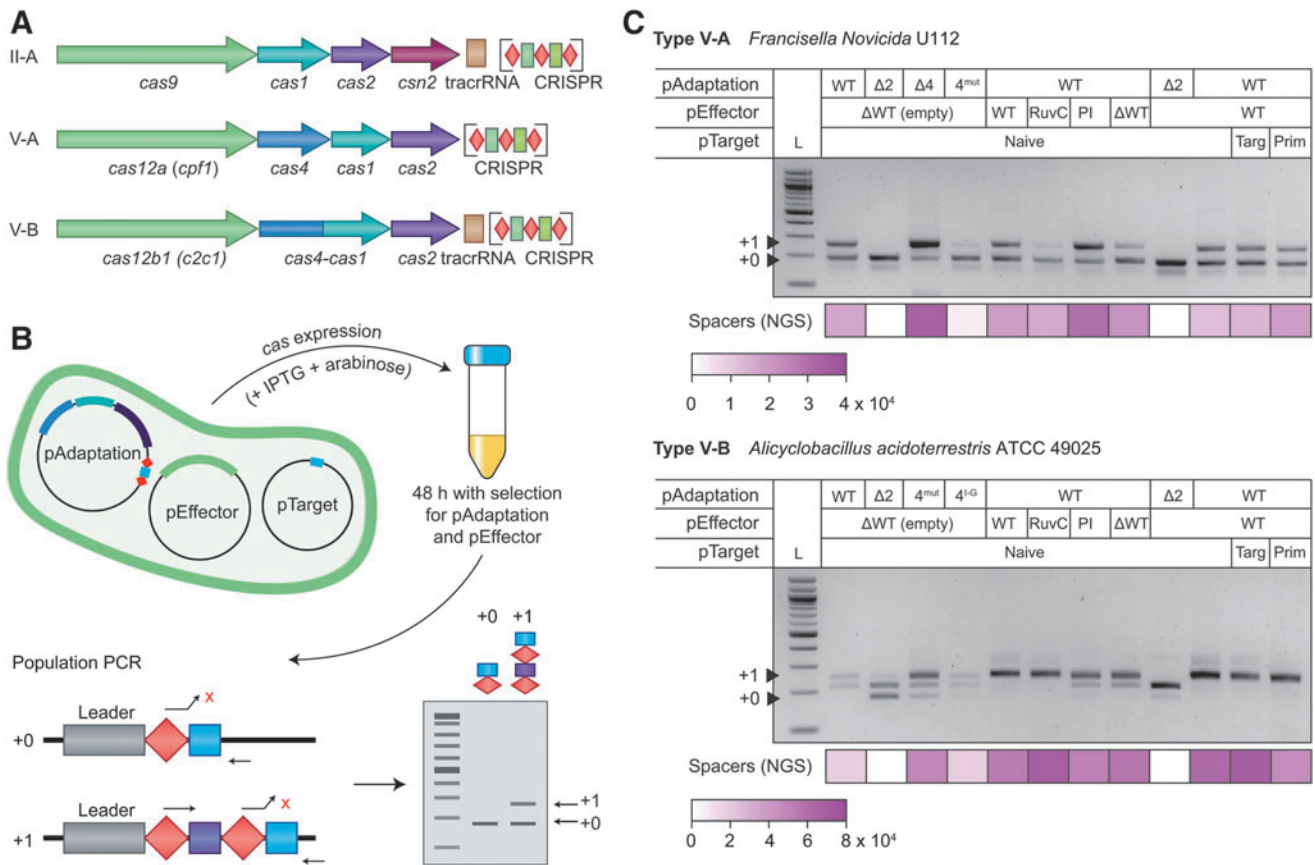 A
II-A
cas9 cas1 cas2 csn2 tracrRNA CRISPR
V-A
cas12a (cpf1) cas4 cas1 cas2 CRISPR
V-B
cas12b1 (c2c1) cas4-cas1 cas2 tracrRNA CRISPR
B
cas expression
(+ IPTG + arabinose)
pAdaptation
pEffector
pTarget
48 h with selection
for pAdaptation
and pEffector
Population PCR
Leader
x
+0
Leader
x
+1
+0 +1
+1
+0
C
Type V-A Francisella Novicida U112
pAdaptation WT Δ2 Δ4 4mut WT Δ2 WT
pEffector ΔWT (empty) WT RuvC PI ΔWT WT
pTarget L Naive Targ Prim
+1
+0
Spacers (NGS)
0 1 2 3 4 x 10⁴
Type V-B Alicyclobacillus acidoterrestris ATCC 49025
pAdaptation WT Δ2 4mut 4I-G WT Δ2 WT
pEffector ΔWT (empty) WT RuvC PI ΔWT WT
pTarget L Naive Targ Prim
+1
+0
Spacers (NGS)
0 2 4 6 8 x 10⁴